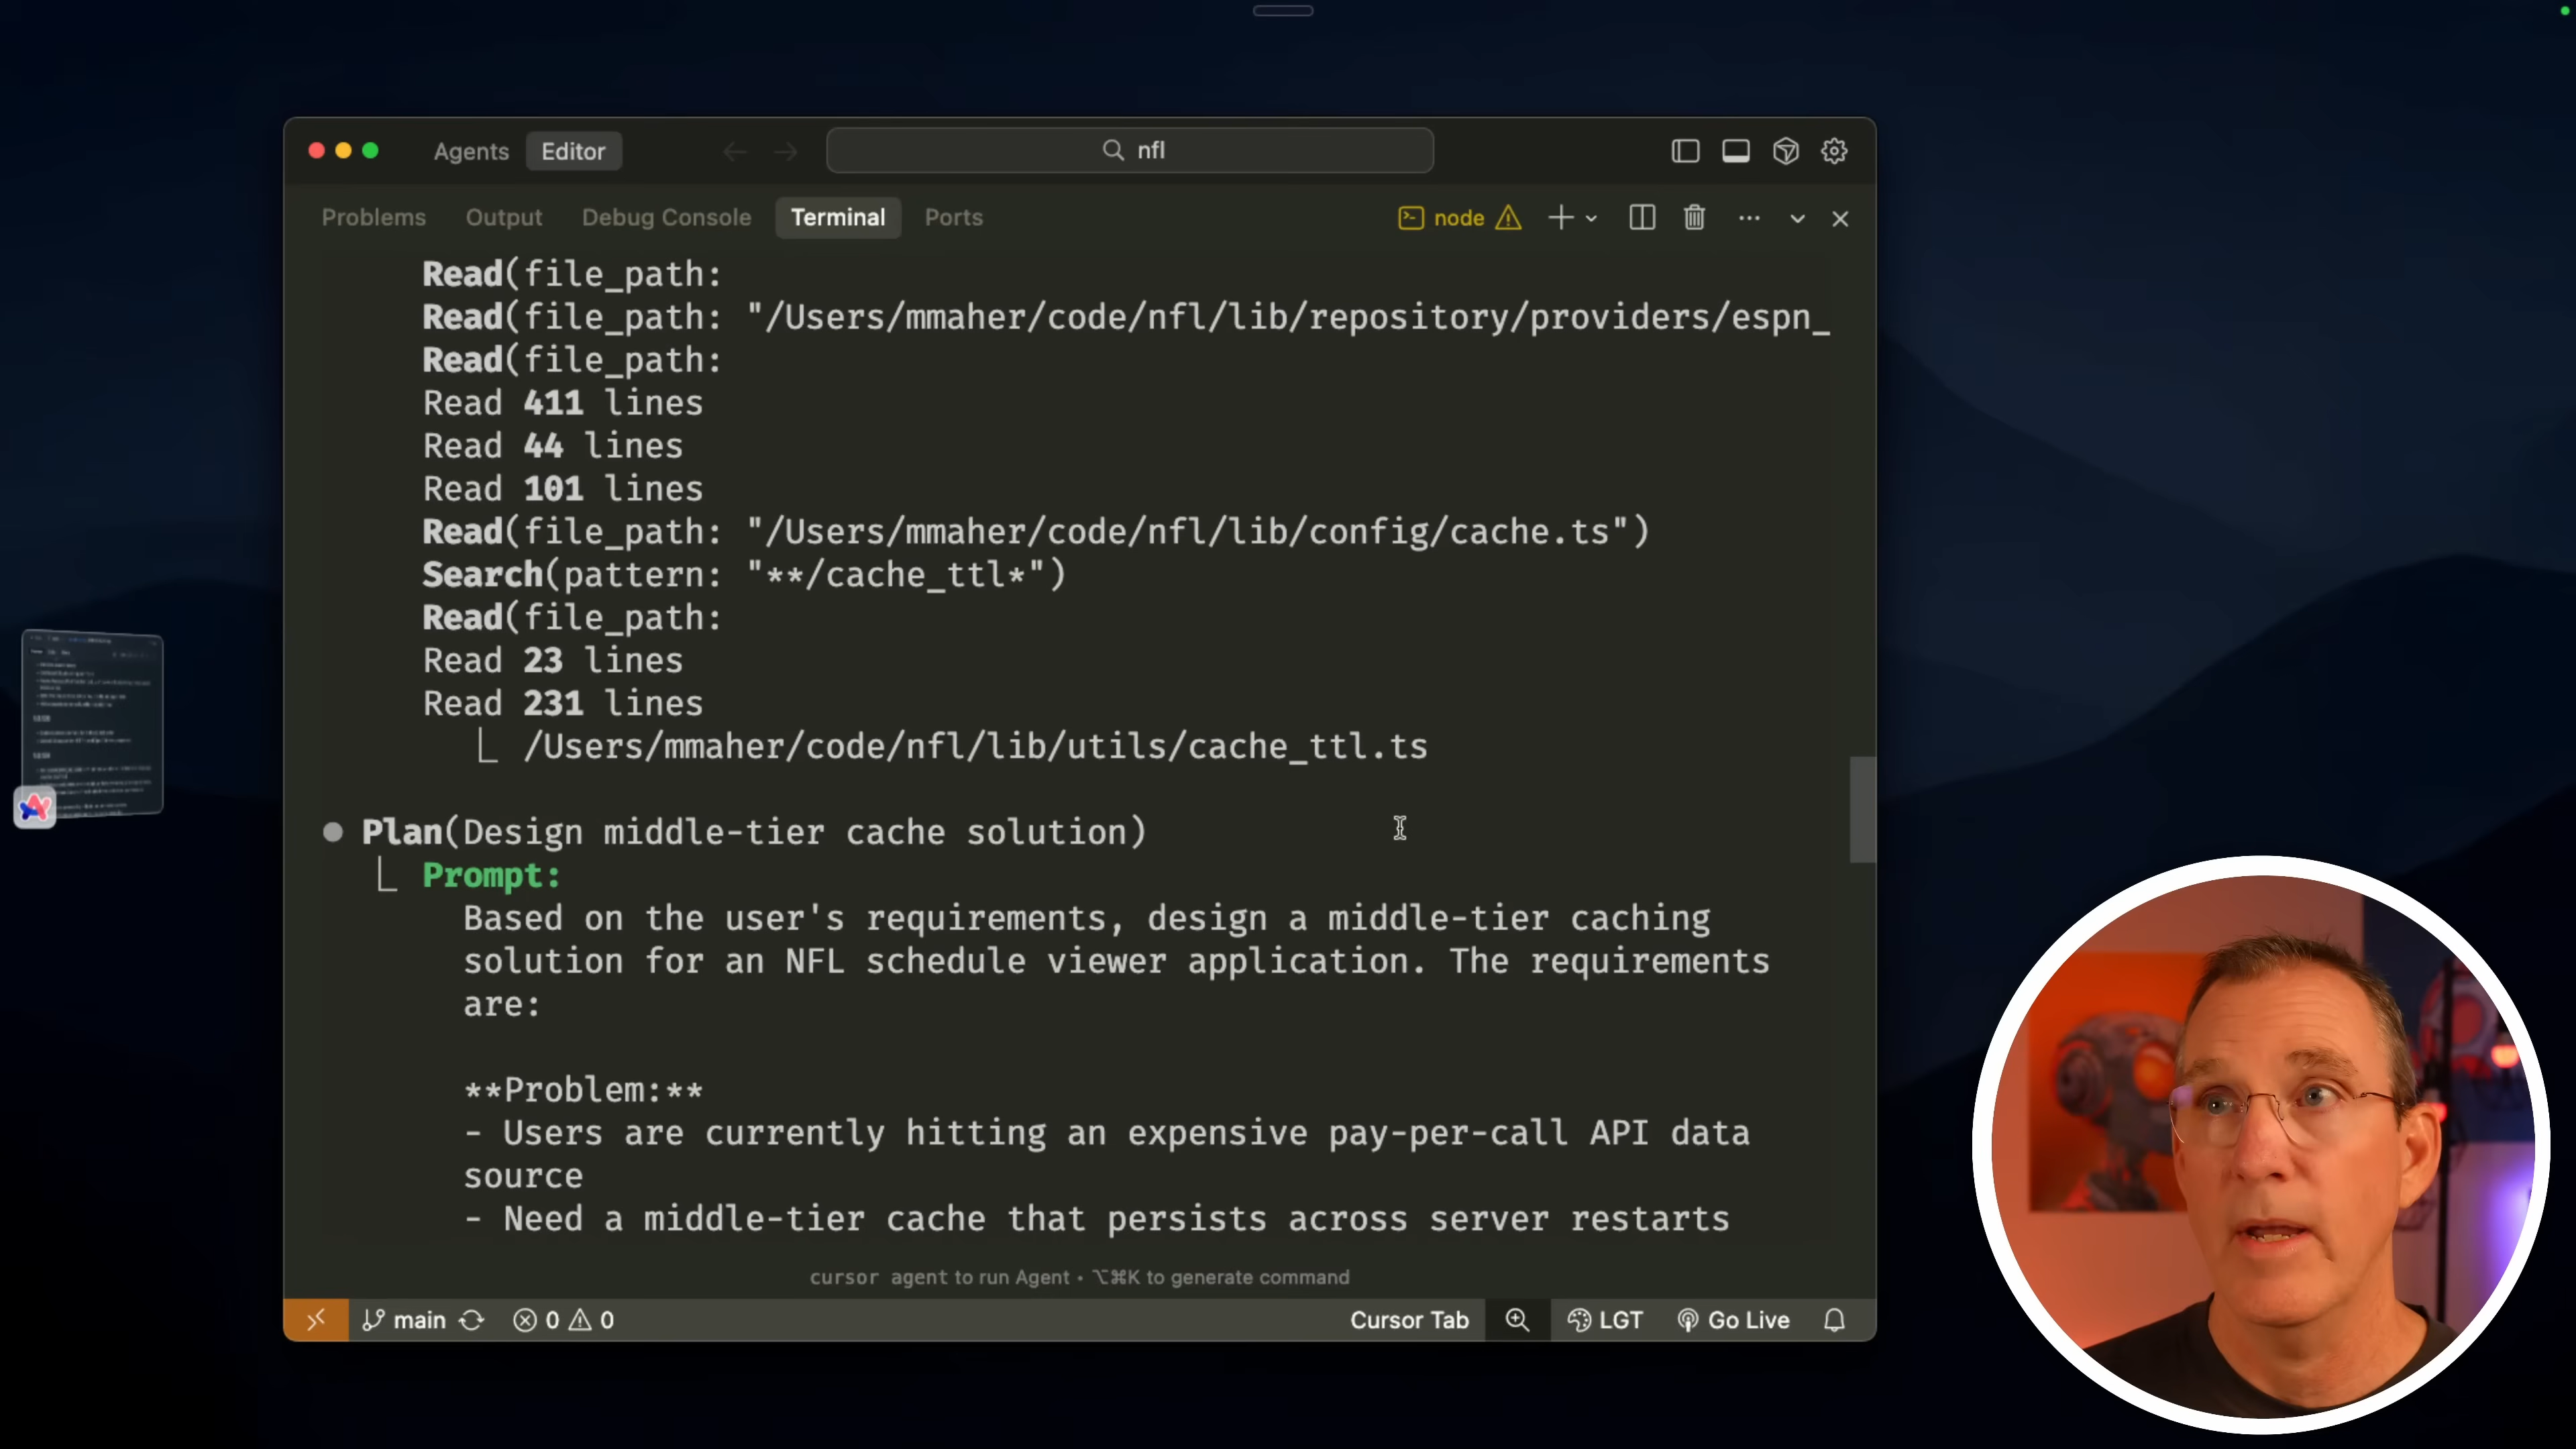 Agents Editor nfl
Problems Output Debug Console Terminal Ports node
Read(file_path:
Read(file_path: "/Users/mmaher/code/nfl/lib/repository/providers/espn_
Read(file_path:
Read 411 lines
Read 44 lines
Read 101 lines
Read(file_path: "/Users/mmaher/code/nfl/lib/config/cache.ts")
Search(pattern: "**/cache_ttl*")
Read(file_path:
Read 23 lines
Read 231 lines
/Users/mmaher/code/nfl/lib/utils/cache_ttl.ts
Plan(Design middle-tier cache solution)
Prompt:
Based on the user's requirements, design a middle-tier caching
solution for an NFL schedule viewer application. The requirements
are:
**Problem:**
- Users are currently hitting an expensive pay-per-call API data
source
- Need a middle-tier cache that persists across server restarts
cursor agent to run Agent • ⌥⌘K to generate command
main 0 0 Cursor Tab LGT Go Live